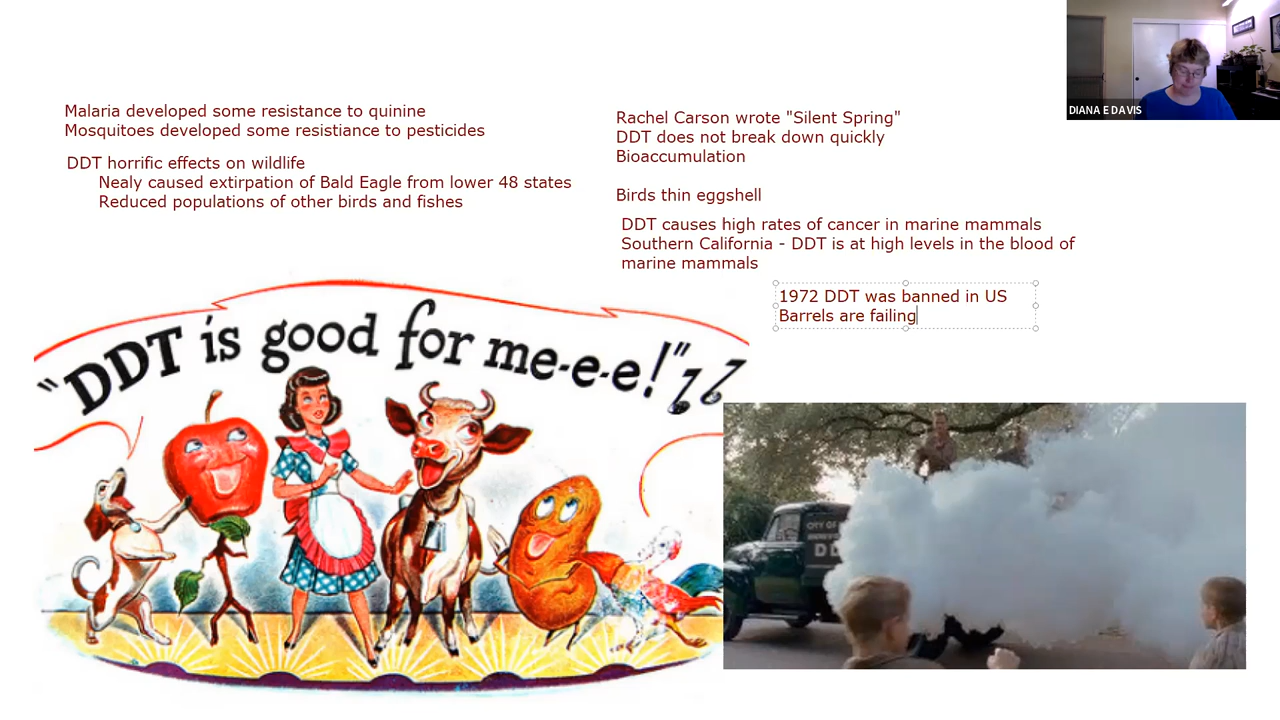 DIANA E DAVIS
Malaria developed some resistance to quinine
Mosquitoes developed some resistiance to pesticides
DDT horrific effects on wildlife
Nealy caused extirpation of Bald Eagle from lower 48 states
Reduced populations of other birds and fishes
Rachel Carson wrote "Silent Spring"
DDT does not break down quickly
Bioaccumulation
Birds thin eggshell
DDT causes high rates of cancer in marine mammals
Southern California - DDT is at high levels in the blood of
marine mammals
1972 DDT was banned in US
Barrels are failing
"DDT is good for me-e-e!"
CITY OF